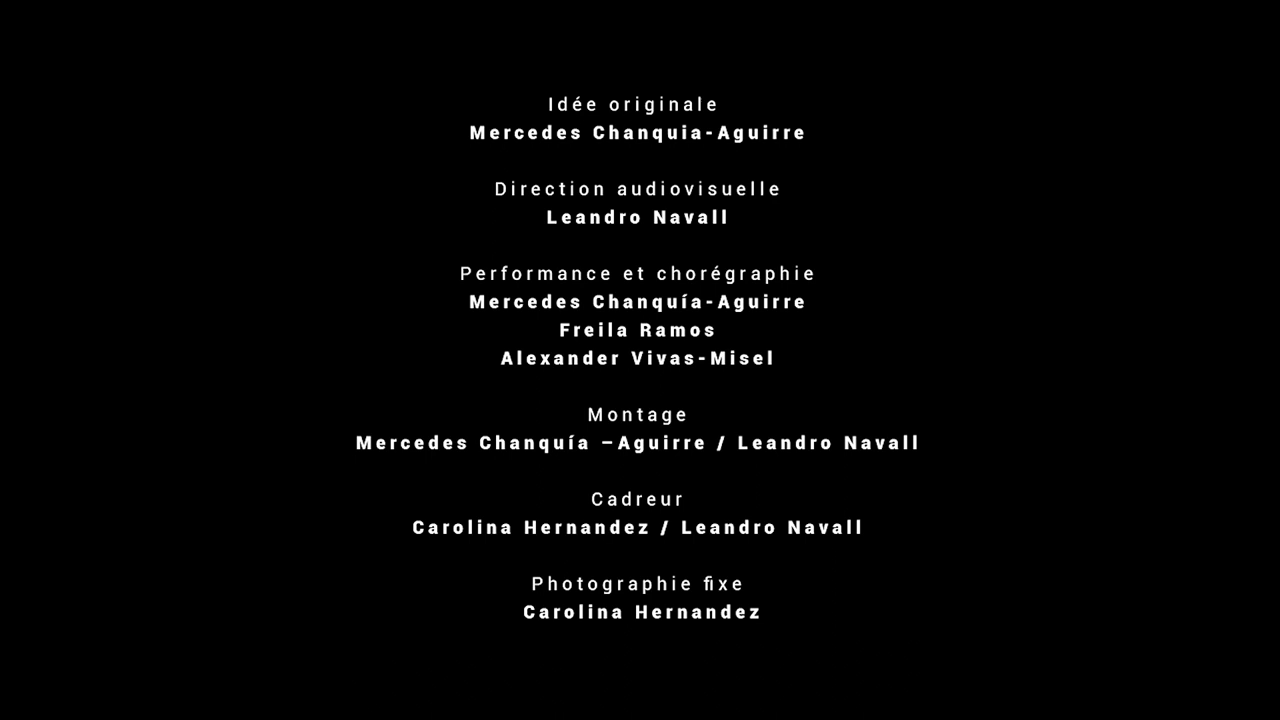 Idée originale
Mercedes Chanquia-Aguirre
Direction audiovisuelle
Leandro Navall
Performance et chorégraphie
Mercedes Chanquía-Aguirre
Freila Ramos
Alexander Vivas-Misel
Montage
Mercedes Chanquía –Aguirre / Leandro Navall
Cadreur
Carolina Hernandez / Leandro Navall
Photographie fixe
Carolina Hernandez